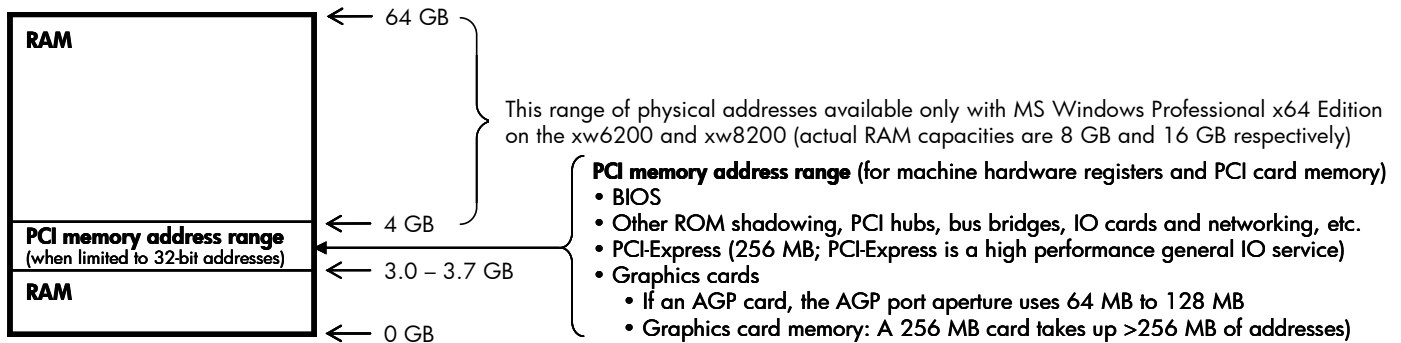 RAM
64 GB
This range of physical addresses available only with MS Windows Professional x64 Edition
on the xw6200 and xw8200 (actual RAM capacities are 8 GB and 16 GB respectively)
4 GB
PCI memory address range
(when limited to 32-bit addresses)
3.0 – 3.7 GB
RAM
0 GB
PCI memory address range (for machine hardware registers and PCI card memory)
• BIOS
• Other ROM shadowing, PCI hubs, bus bridges, IO cards and networking, etc.
• PCI-Express (256 MB; PCI-Express is a high performance general IO service)
• Graphics cards
• If an AGP card, the AGP port aperture uses 64 MB to 128 MB
• Graphics card memory: A 256 MB card takes up >256 MB of addresses)